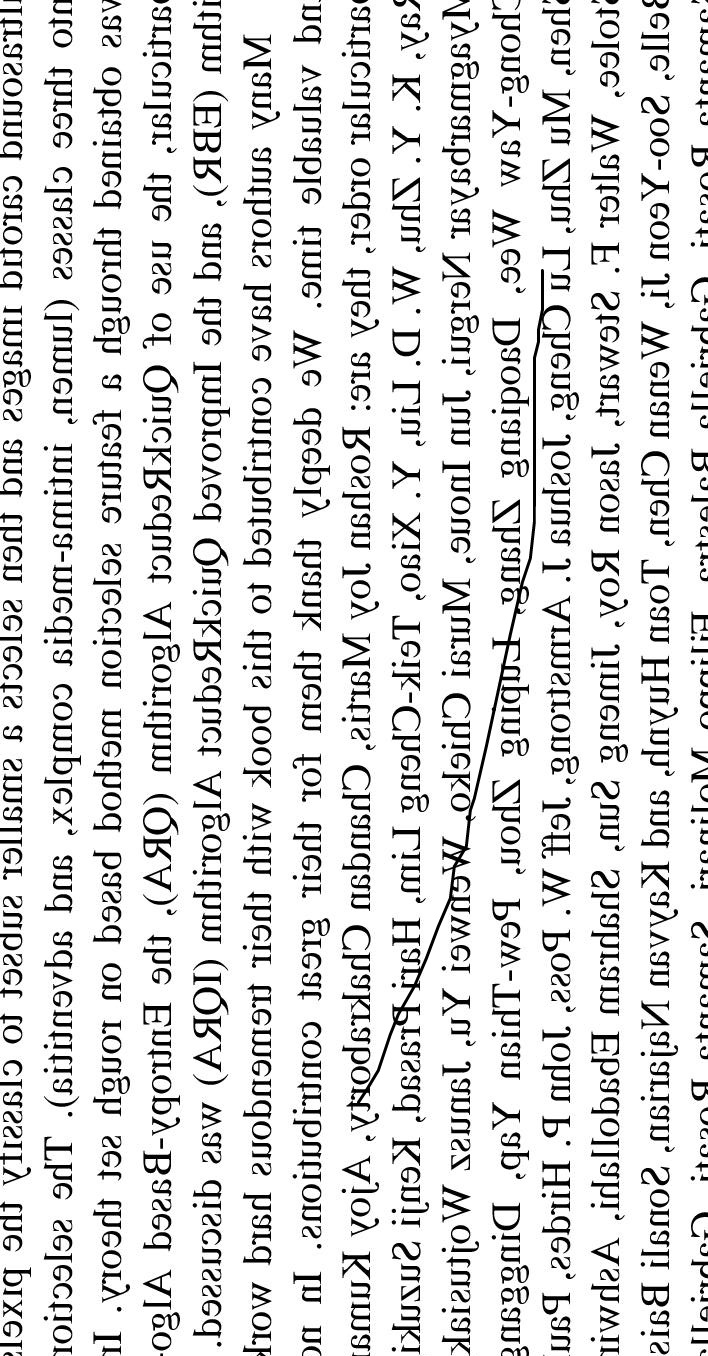 ultrasound carotid images and then selects a smaller subset to classify the pixels
into three classes (lumen, intima-media complex, and adventitia). The selection
was obtained through a feature selection method based on rough set theory. In
particular, the use of QuickReduct Algorithm (QRA), the Entropy-Based Algo-
rithm (EBR), and the Improved QuickReduct Algorithm (IQRA) was discussed.
Many authors have contributed to this book with their tremendous hard work
and valuable time. We deeply thank them for their great contributions. In no
particular order, they are: Roshan Joy Martis, Chandan Chakraborty, Ajoy Kumar
Ray, K. Y. Zhu, W. D. Lin, Y. Xiao, Teik-Cheng Lim, Hari Prasad, Kenji Suzuki,
Myagmarbayar Nergui, Jun Inoue, Murai Chieko, Wenwei Yu, Janusz Wojtusiak,
Chong-Yaw Wee, Daoqiang Zhang, Luping Zhou, Pew-Thian Yap, Dinggang
Shen, Mu Zhu, Lu Cheng, Joshua J. Armstrong, Jeff W. Poss, John P. Hirdes, Paul
Stolee, Walter F. Stewart, Jason Roy, Jimeng Sun, Shahram Ebadollahi, Ashwin
Belle, Soo-Yeon Ji, Wenan Chen, Toan Huynh, and Kayvan Najarian, Sonali Bais
Samanta Rosati, Gabriella Balestra, Filippo Molinari, Samanta Rosati, Gabriella